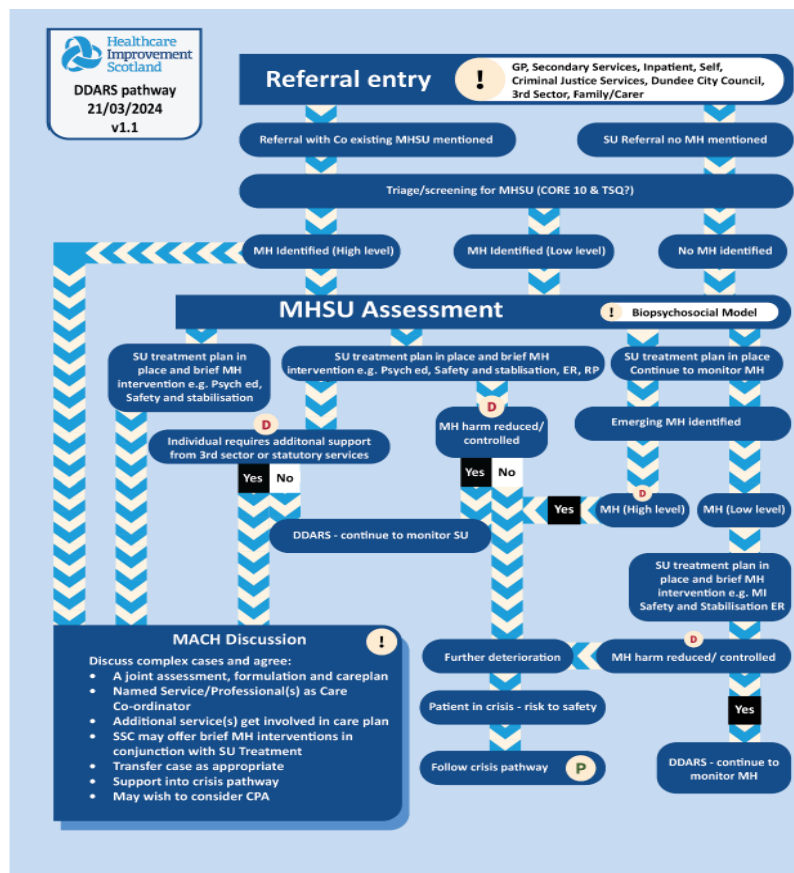 Healthcare
Improvement
Scotland
DDARS pathway
21/03/2024
v1.1
Referral entry
!
GP, Secondary Services, Inpatient, Self,
Criminal Justice Services, Dundee City Council,
3rd Sector, Family/Carer
Referral with Co existing MHSU mentioned
SU Referral no MH mentioned
Triage/screening for MHSU (CORE 10 & TSQ?)
MH Identified (High level)
MH Identified (Low level)
No MH identified
MHSU Assessment
!
Biopsychosocial Model
SU treatment plan in
place and brief MH
intervention e.g. Psych ed,
Safety and stabilisation
SU treatment plan in place and brief MH
intervention e.g. Psych ed, Safety and stablisation, ER, RP
SU treatment plan in place
Continue to monitor MH
D
Individual requires additonal support
from 3rd sector or statutory services
D
MH harm reduced/
controlled
Emerging MH identified
Yes
No
Yes
No
Yes
D
MH (High level)
MH (Low level)
DDARS - continue to monitor SU
SU treatment plan in
place and brief MH
intervention e.g. MI
Safety and Stabilisation ER
MACH Discussion
!
Discuss complex cases and agree:
• A joint assessment, formulation and careplan
• Named Service/Professional(s) as Care
Co-ordinator
• Additional service(s) get involved in care plan
• SSC may offer brief MH interventions in
conjunction with SU Treatment
• Transfer case as appropriate
• Support into crisis pathway
• May wish to consider CPA
Further deterioration
D
MH harm reduced/ controlled
Patient in crisis - risk to safety
Yes
Follow crisis pathway
P
DDARS - continue to
monitor MH